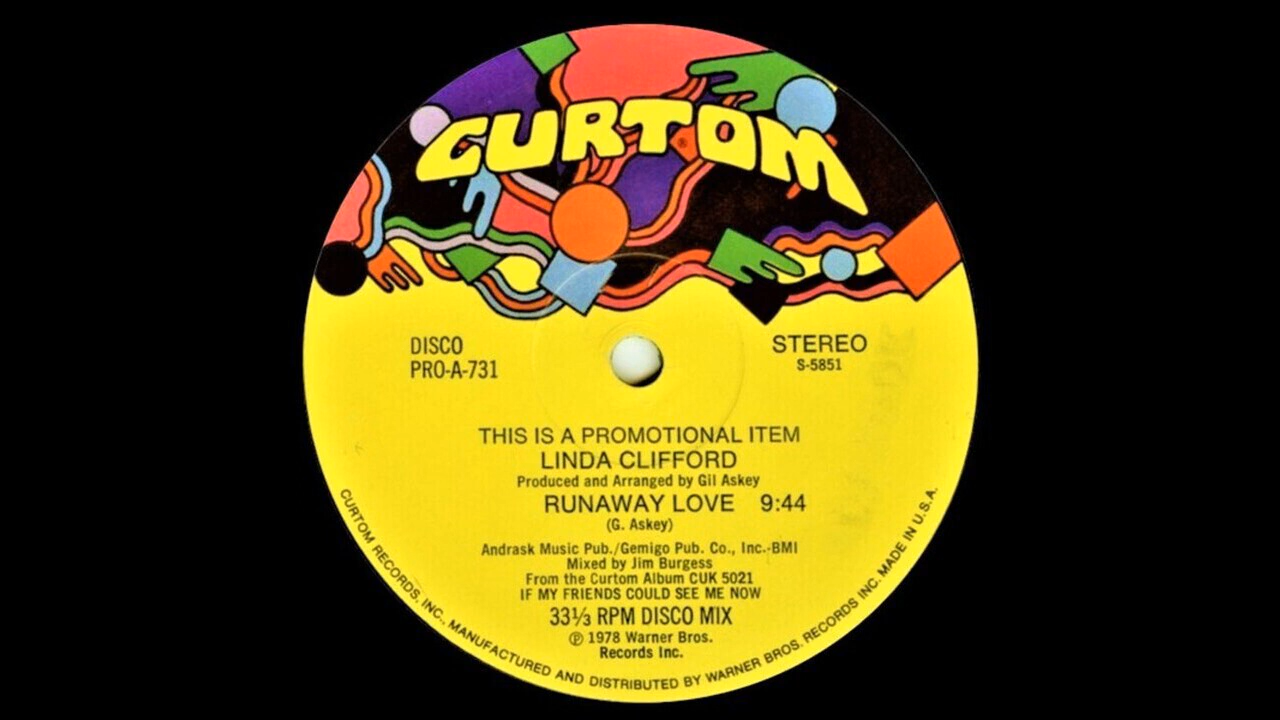 CURTOM®
DISCO
PRO-A-731
STEREO
S-5851
THIS IS A PROMOTIONAL ITEM
LINDA CLIFFORD
Produced and Arranged by Gil Askey
RUNAWAY LOVE 9:44
(G. Askey)
Andrask Music Pub./Gemigo Pub. Co., Inc.-BMI
Mixed by Jim Burgess
From the Curtom Album CUK 5021
IF MY FRIENDS COULD SEE ME NOW
33⅓ RPM DISCO MIX
℗ 1978 Warner Bros.
Records Inc.
CURTOM RECORDS, INC., MANUFACTURED AND DISTRIBUTED BY WARNER BROS. RECORDS INC. MADE IN U.S.A.